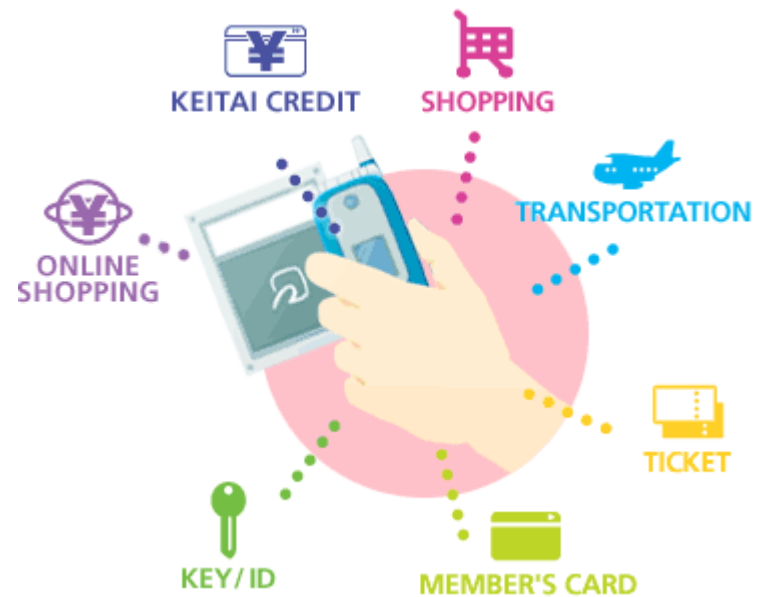 KEITAI CREDIT
SHOPPING
TRANSPORTATION
ONLINE
SHOPPING
TICKET
KEY/ID
MEMBER'S CARD